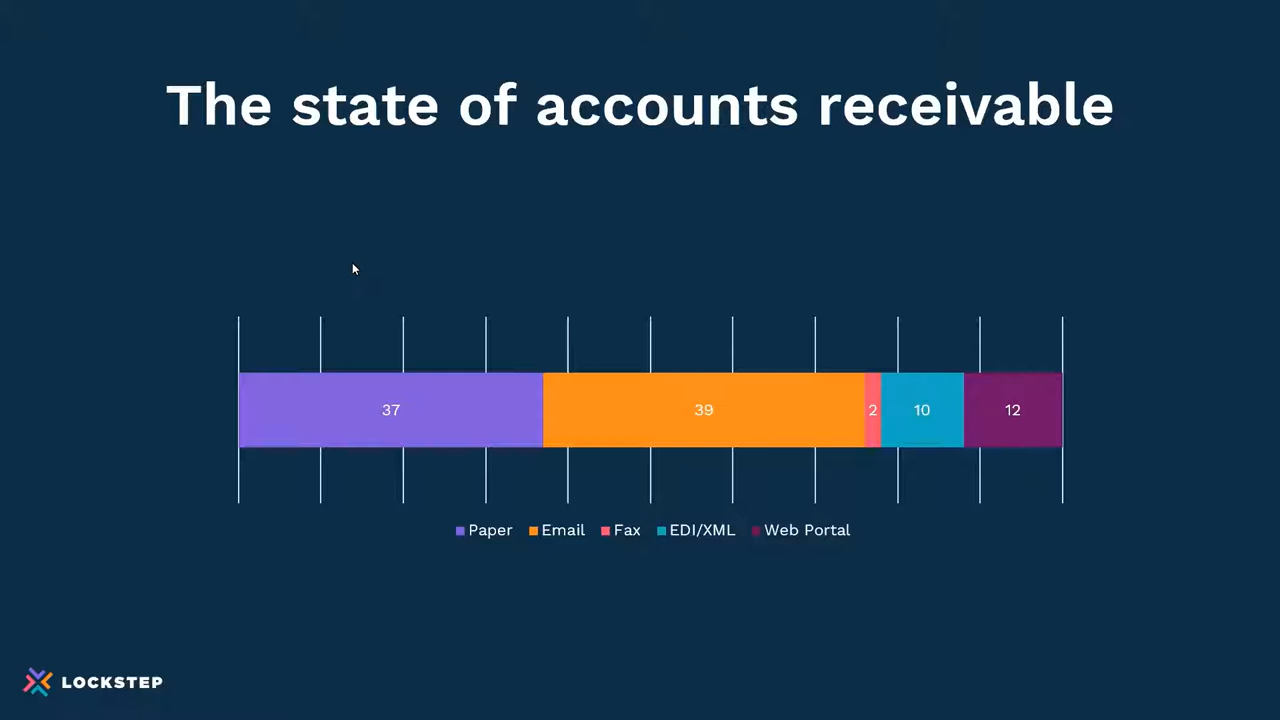 The state of accounts receivable
37 39 2 10 12
Paper Email Fax EDI/XML Web Portal
LOCKSTEP